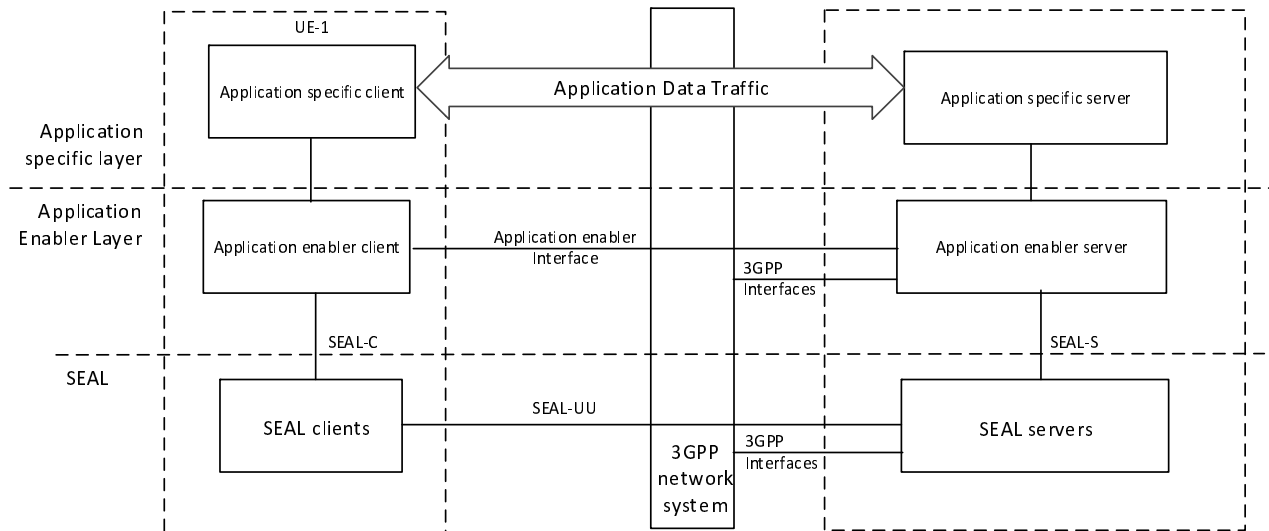 UE-1
Application specific client
Application Data Traffic
Application specific server
Application
specific layer
Application
Enabler Layer
Application enabler client
Application enabler
Interface
Application enabler server
3GPP
Interfaces
SEAL-C
SEAL-S
SEAL
SEAL clients
SEAL-UU
SEAL servers
3GPP
Interfaces
3GPP
network
system